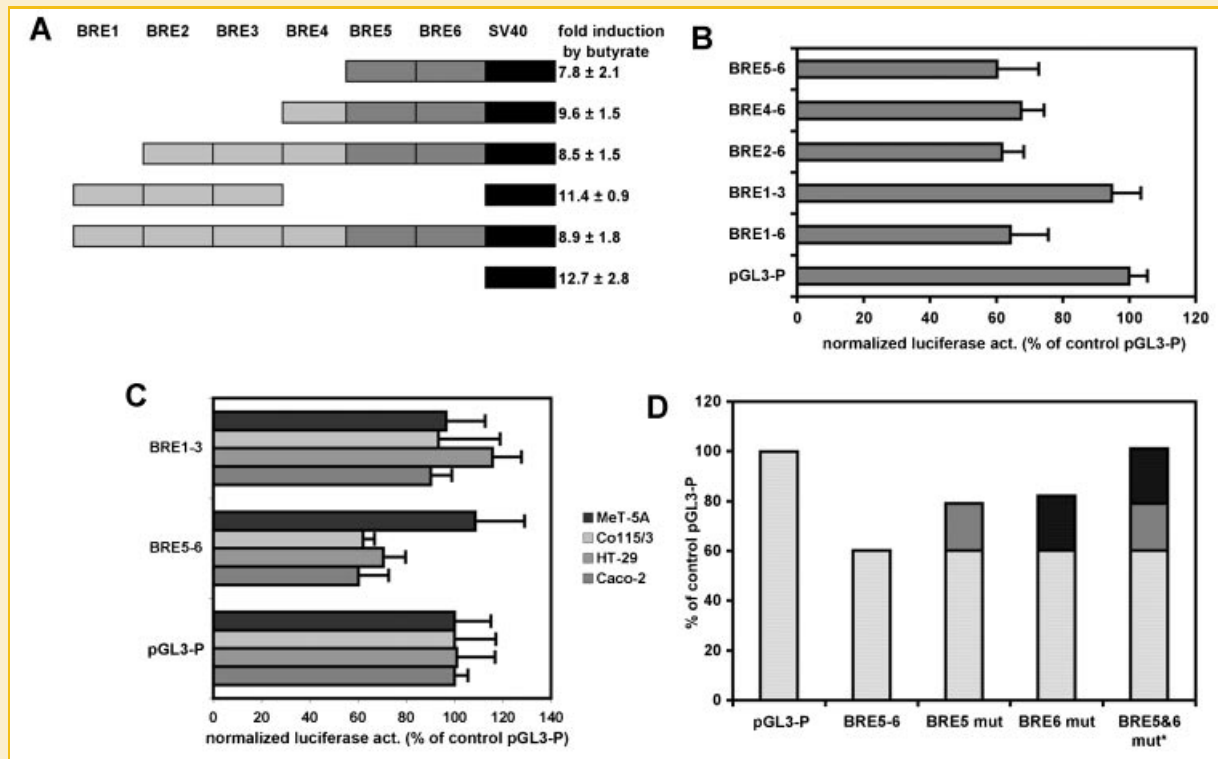 A
BRE1 BRE2 BRE3 BRE4 BRE5 BRE6 SV40 fold induction
by butyrate
7.8 ± 2.1
9.6 ± 1.5
8.5 ± 1.5
11.4 ± 0.9
8.9 ± 1.8
12.7 ± 2.8
B
BRE5-6
BRE4-6
BRE2-6
BRE1-3
BRE1-6
pGL3-P
0 20 40 60 80 100 120
normalized luciferase act. (% of control pGL3-P)
C
BRE1-3
BRE5-6
pGL3-P
0 20 40 60 80 100 120 140
normalized luciferase act. (% of control pGL3-P)
MeT-5A
Co115/3
HT-29
Caco-2
D
% of control pGL3-P
120
100
80
60
40
20
0
pGL3-P BRE5-6 BRE5 mut BRE6 mut BRE5&6
mut*